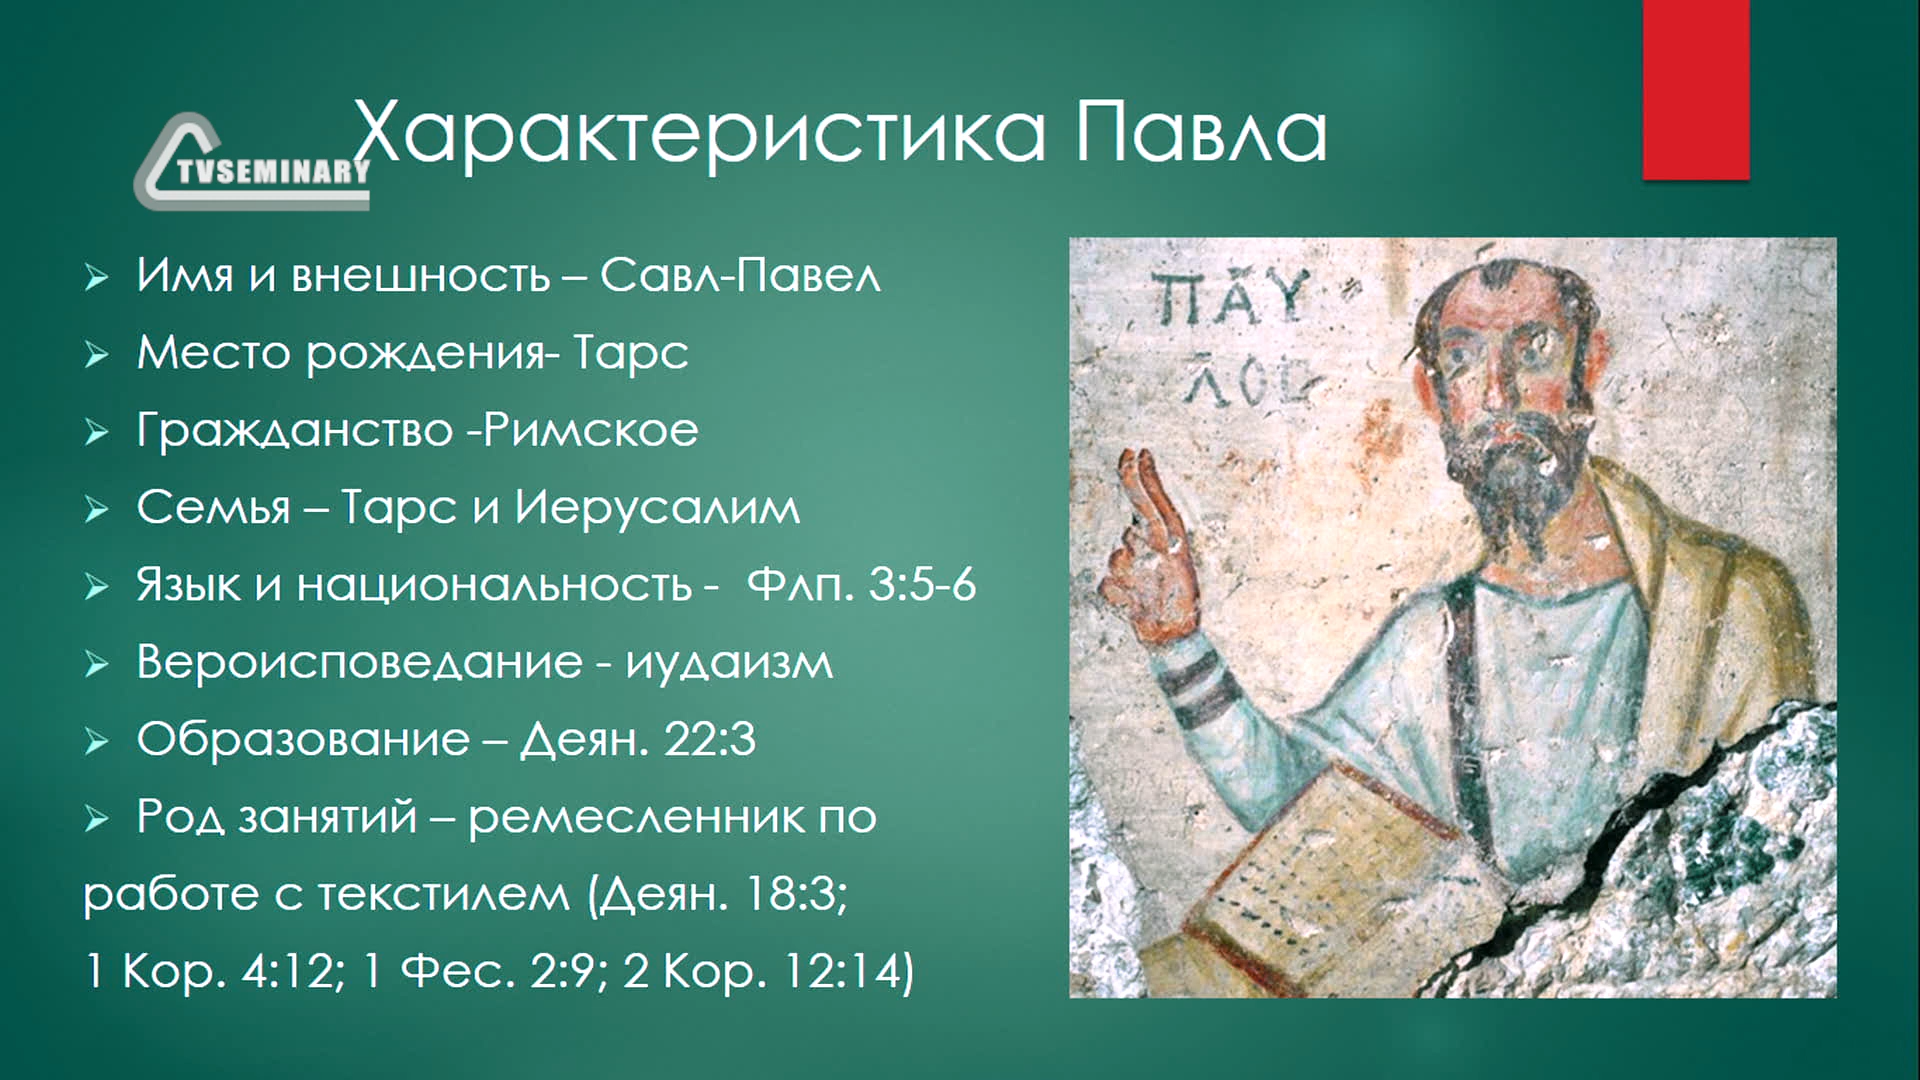 Характеристика Павла
TVSEMINARY
Имя и внешность – Савл-Павел
Место рождения- Тарс
Гражданство -Римское
Семья – Тарс и Иерусалим
Язык и национальность -  Флп. 3:5-6
Вероисповедание - иудаизм
Образование – Деян. 22:3
Род занятий – ремесленник по
работе с текстилем (Деян. 18:3;
1 Кор. 4:12; 1 Фес. 2:9; 2 Кор. 12:14)
ΠΑΥ
ΛΟC